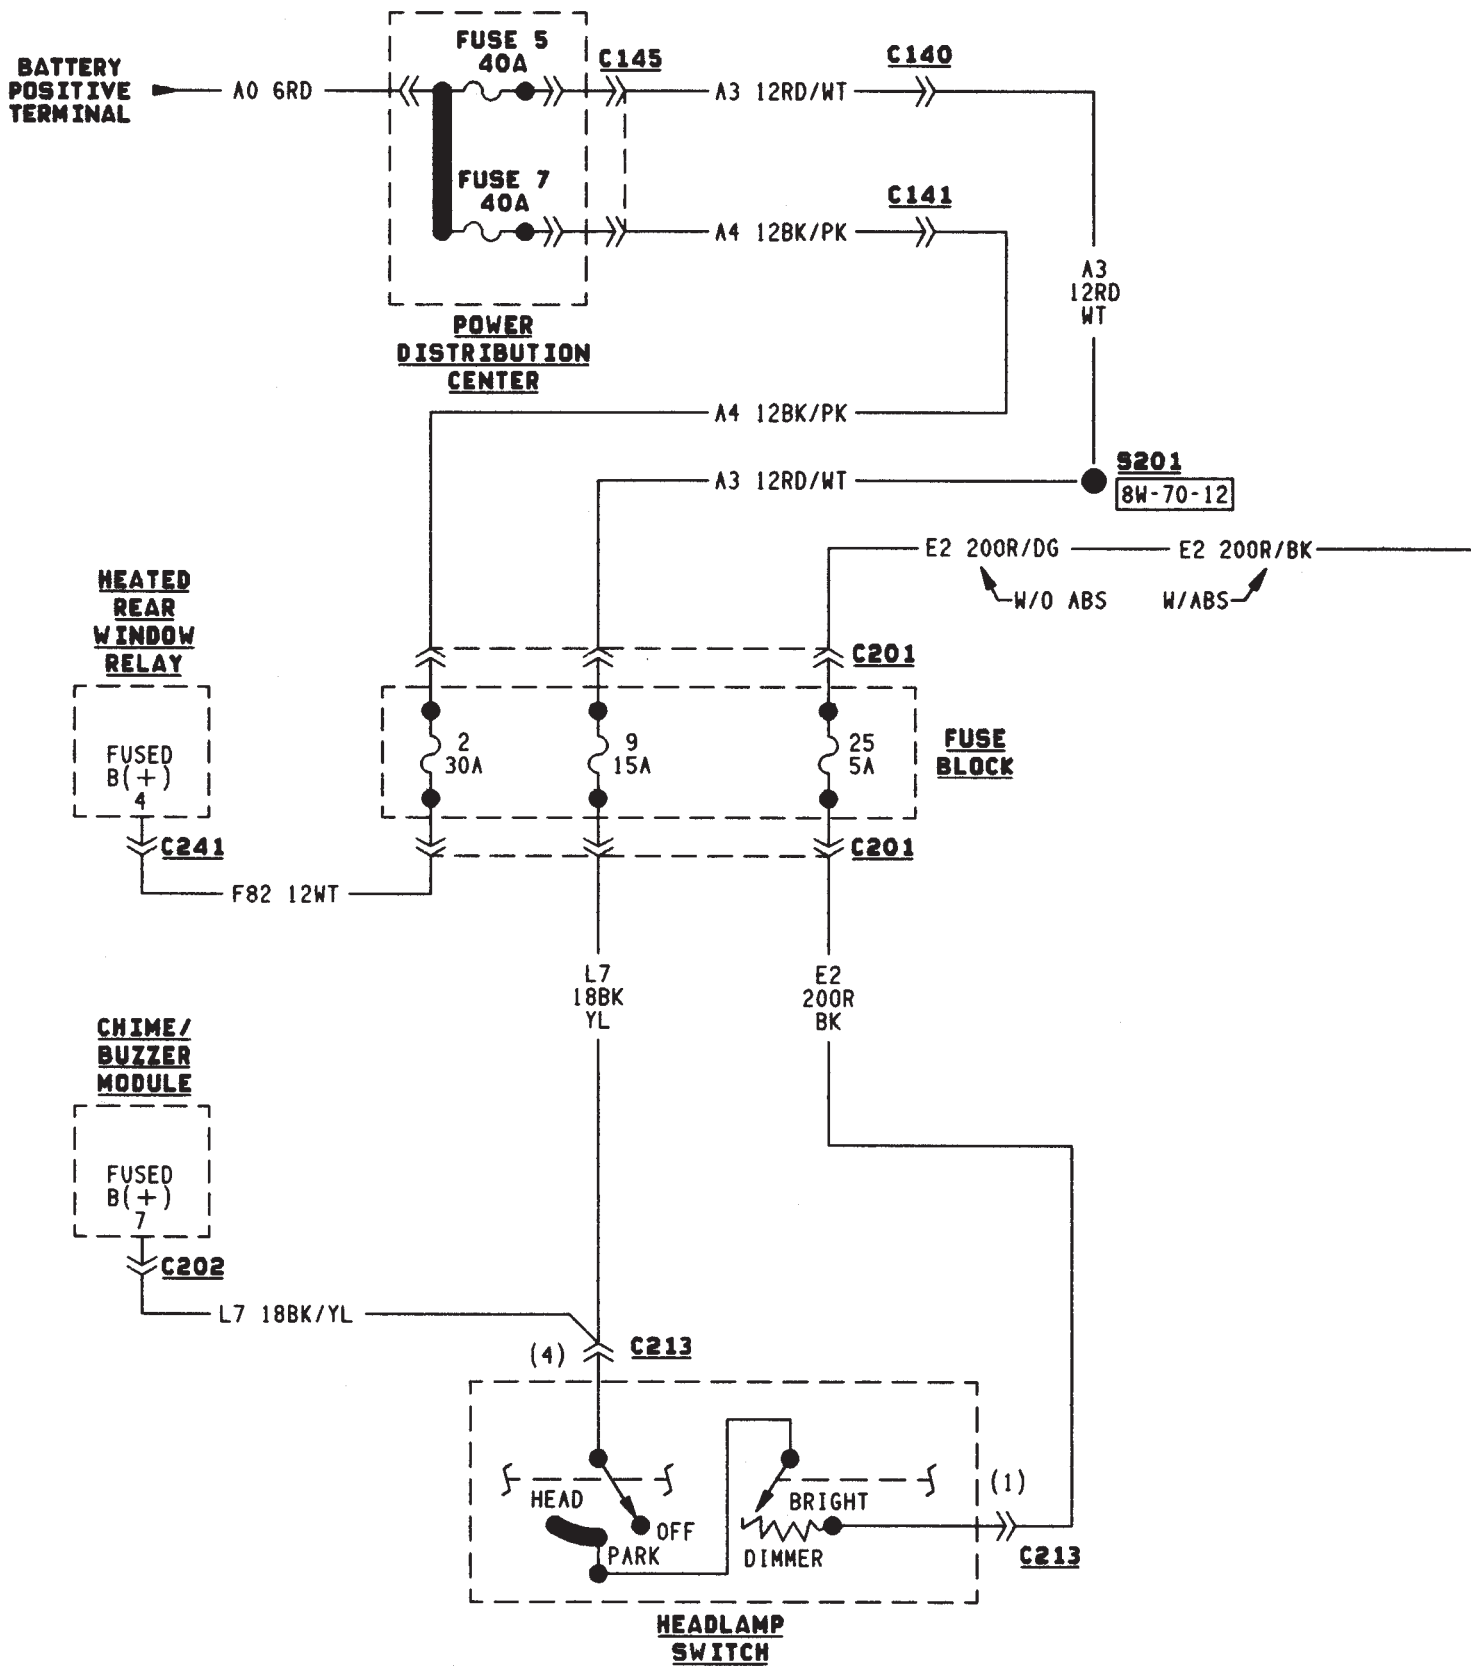 FUSE 5
40A
C145
C140
BATTERY
POSITIVE
TERMINAL
A0 6RD
A3 12RD/WT
FUSE 7
40A
C141
A4 12BK/PK
A3
12RD
WT
POWER
DISTRIBUTION
CENTER
A4 12BK/PK
A3 12RD/WT
S201
8W-70-12
E2 200R/DG
E2 200R/BK
W/O ABS
W/ABS
HEATED
REAR
WINDOW
RELAY
C201
FUSED
B(+)
4
2
30A
9
15A
25
5A
FUSE
BLOCK
C241
C201
F82 12WT
L7
18BK
YL
E2
200R
BK
CHIME/
BUZZER
MODULE
FUSED
B(+)
7
C202
L7 18BK/YL
(4)
C213
HEAD
OFF
PARK
BRIGHT
DIMMER
(1)
C213
HEADLAMP
SWITCH